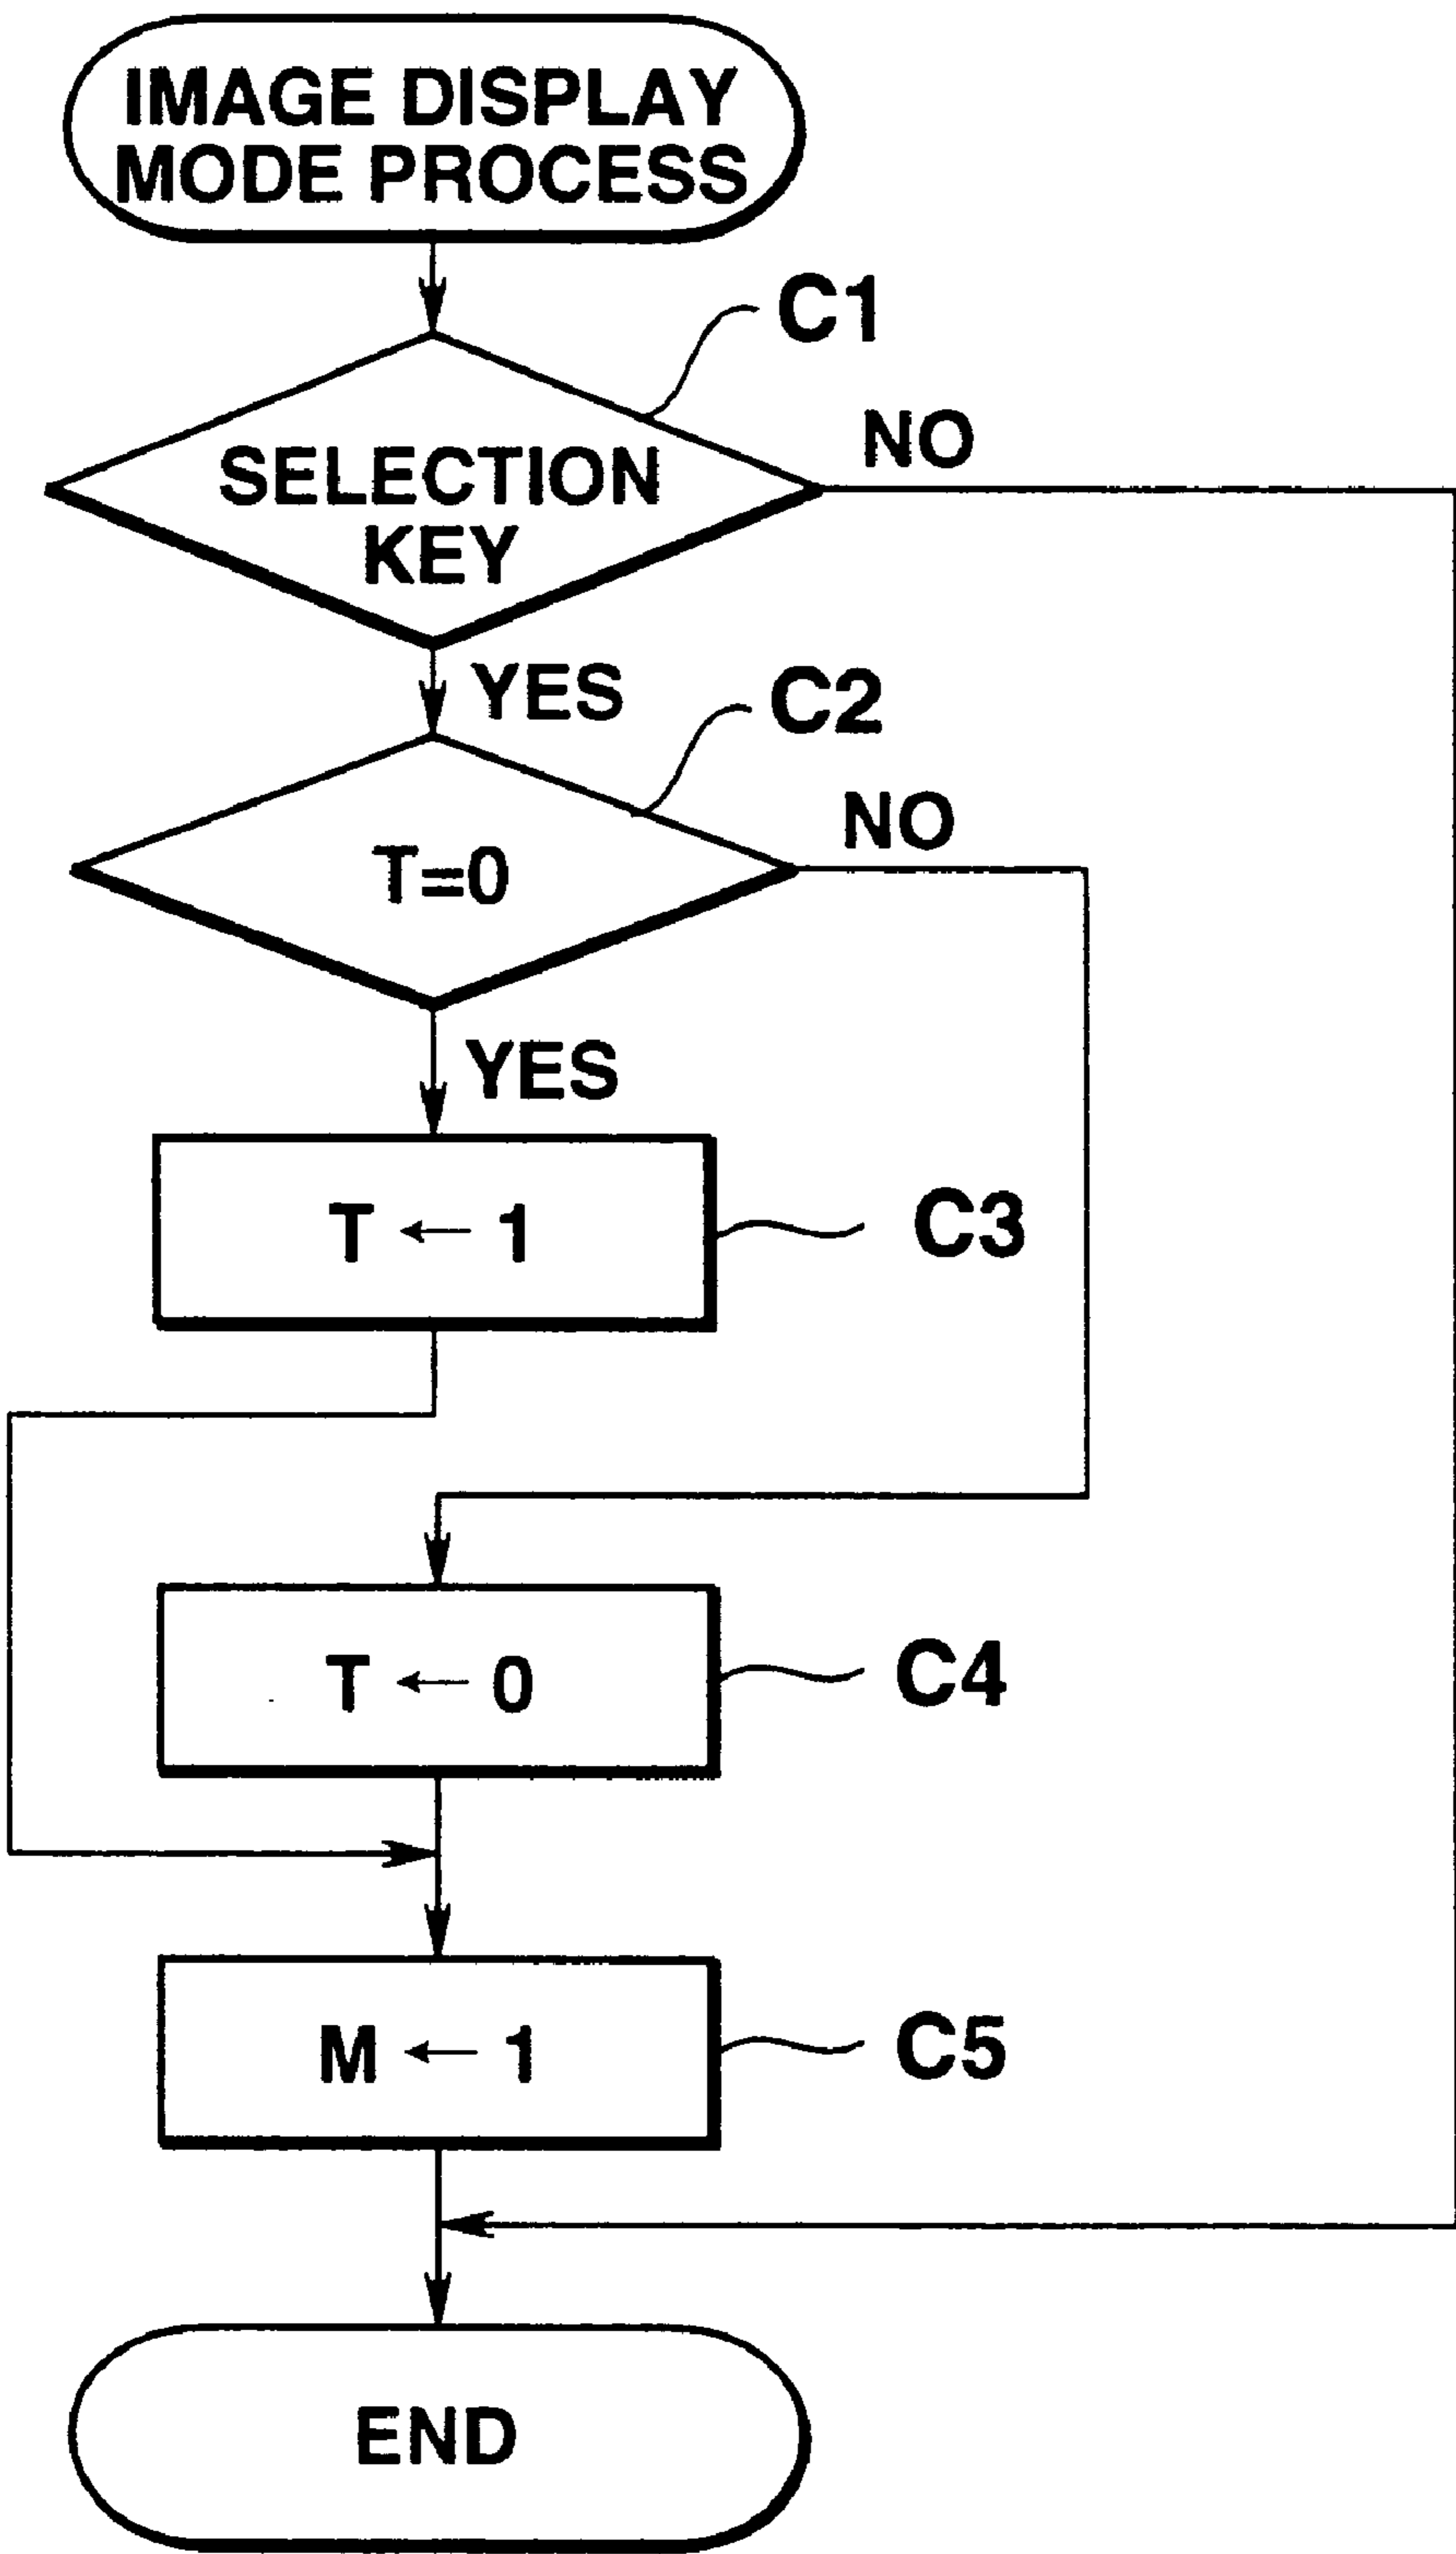 IMAGE DISPLAY
MODE PROCESS
C1
NO
SELECTION
KEY
YES
C2
NO
T=0
YES
T ← 1
C3
T ← 0
C4
M ← 1
C5
END